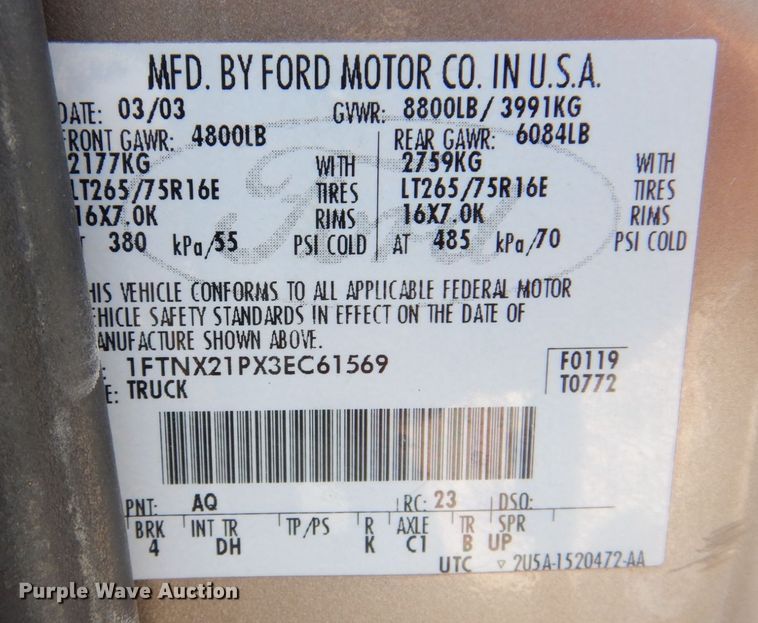 MFD. BY FORD MOTOR CO. IN U.S.A.
DATE: 03/03 GVWR: 8800LB/ 3991KG
FRONT GAWR: 4800LB REAR GAWR: 6084LB
2177KG WITH 2759KG WITH
LT265/75R16E TIRES LT265/75R16E TIRES
16X7.0K RIMS 16X7.0K RIMS
T 380 kPa/55 PSI COLD AT 485 kPa/70 PSI COLD
Ford
HIS VEHICLE CONFORMS TO ALL APPLICABLE FEDERAL MOTOR
EHICLE SAFETY STANDARDS IN EFFECT ON THE DATE OF
ANUFACTURE SHOWN ABOVE.
: 1FTNX21PX3EC61569 F0119
E: TRUCK T0772
PNT: AQ RC: 23 DSO:
BRK INT TR TP/PS R AXLE TR SPR
4 DH K C1 B UP
UTC ▽ 2U5A-1520472-AA
Purple Wave Auction